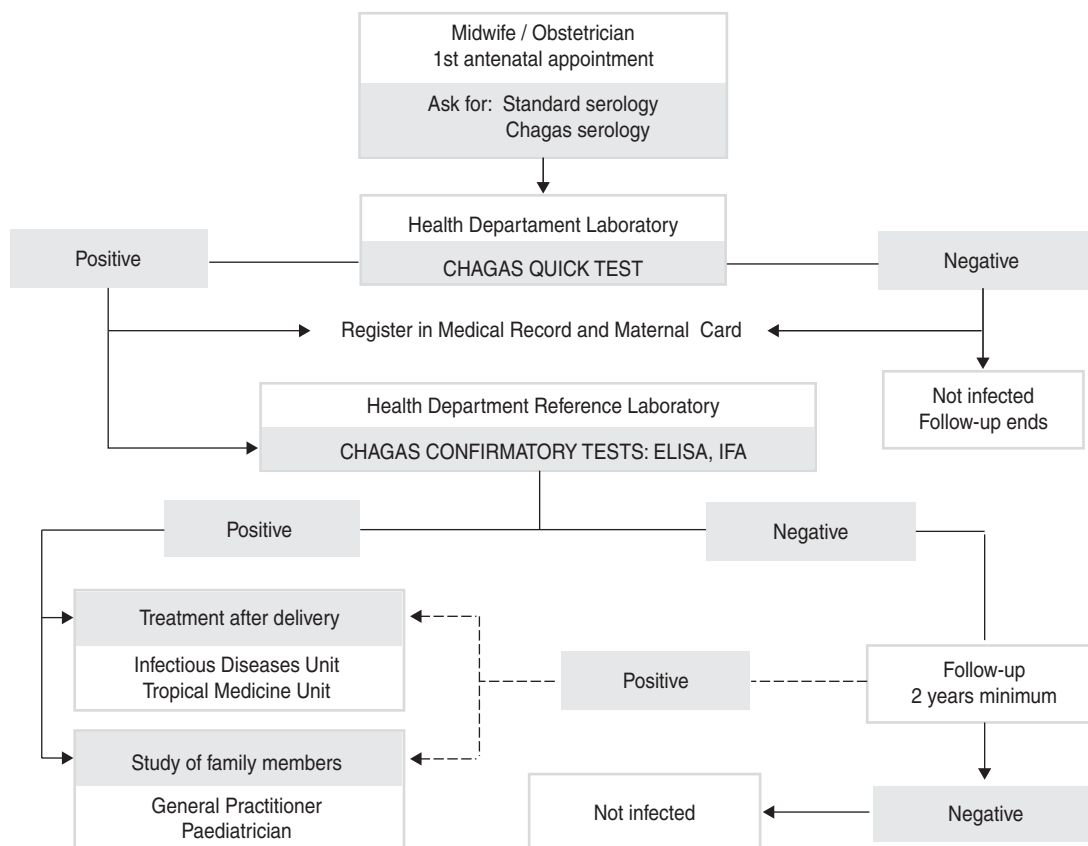 Midwife / Obstetrician
1st antenatal appointment
Ask for: Standard serology
Chagas serology
Health Departament Laboratory
Positive
CHAGAS QUICK TEST
Negative
Register in Medical Record and Maternal Card
Not infected
Follow-up ends
Health Department Reference Laboratory
CHAGAS CONFIRMATORY TESTS: ELISA, IFA
Positive
Negative
Treatment after delivery
Infectious Diseases Unit
Tropical Medicine Unit
Positive
Follow-up
2 years minimum
Study of family members
General Practitioner
Paediatrician
Not infected
Negative